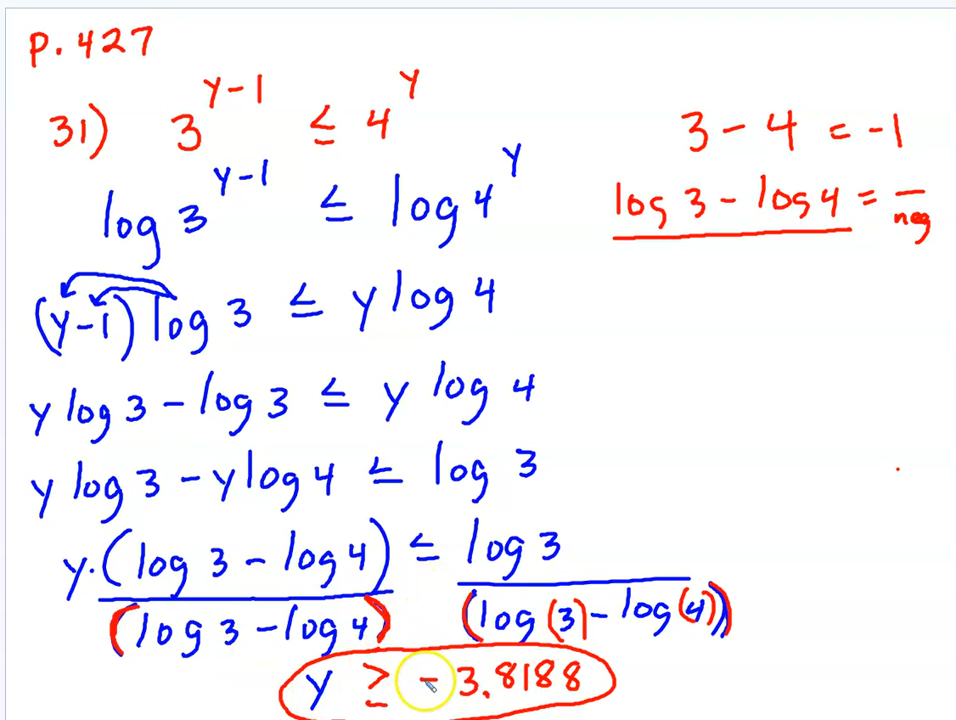 P. 427
31) 3^(y-1) ≤ 4^y
log 3^(y-1) ≤ log 4^y
(y-1) log 3 ≤ y log 4
y log 3 - log 3 ≤ y log 4
y log 3 - y log 4 ≤ log 3
y·(log 3 - log 4) ≤ log 3
(log 3 - log 4) (log(3) - log(4))
y ≥ -3.8188
3 - 4 = -1
log 3 - log 4 = —
neg